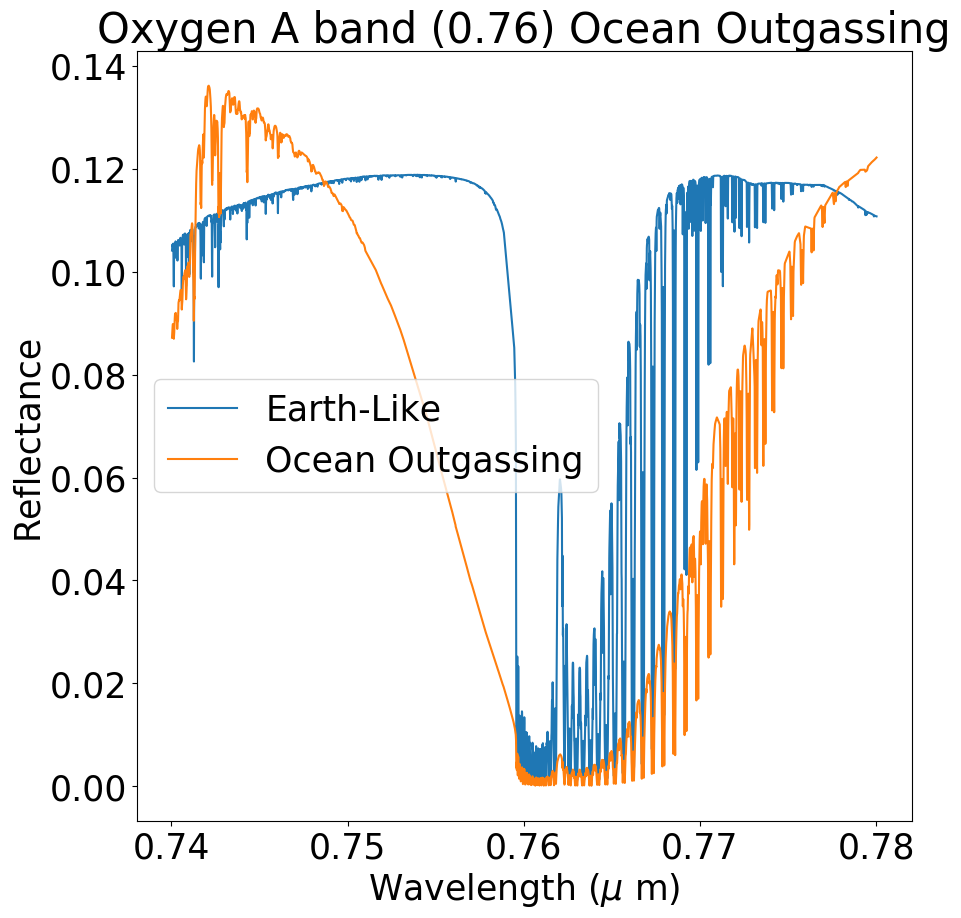 Oxygen A band (0.76) Ocean Outgassing
0.14
0.12
0.10
0.08
0.06
0.04
0.02
0.00
Reflectance
Earth-Like
Ocean Outgassing
0.74 0.75 0.76 0.77 0.78
Wavelength (μ m)